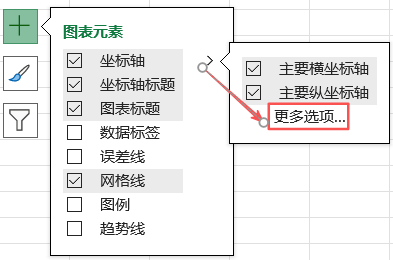 图表元素
坐标轴
坐标轴标题
图表标题
数据标签
误差线
网格线
图例
趋势线
主要横坐标轴
主要纵坐标轴
更多选项...